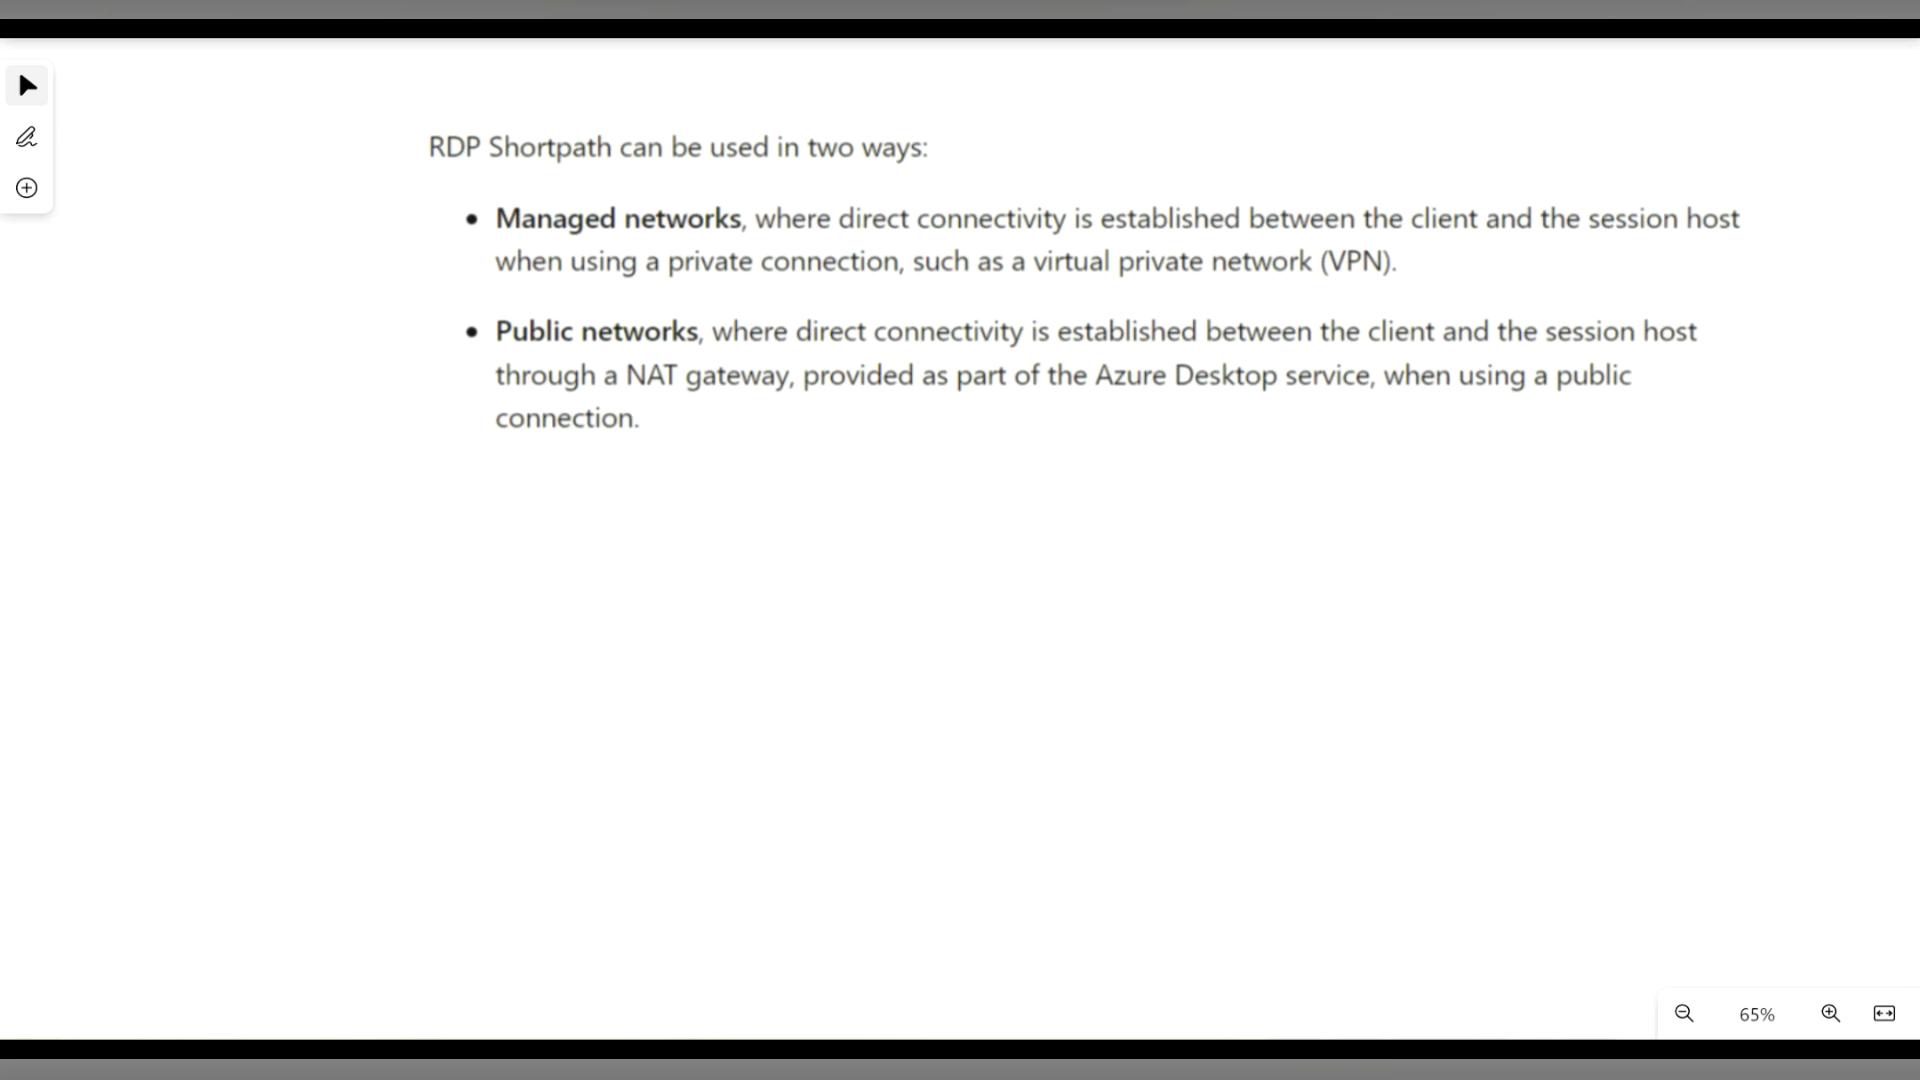 RDP Shortpath can be used in two ways:
• Managed networks, where direct connectivity is established between the client and the session host
when using a private connection, such as a virtual private network (VPN).
• Public networks, where direct connectivity is established between the client and the session host
through a NAT gateway, provided as part of the Azure Desktop service, when using a public
connection.
65%